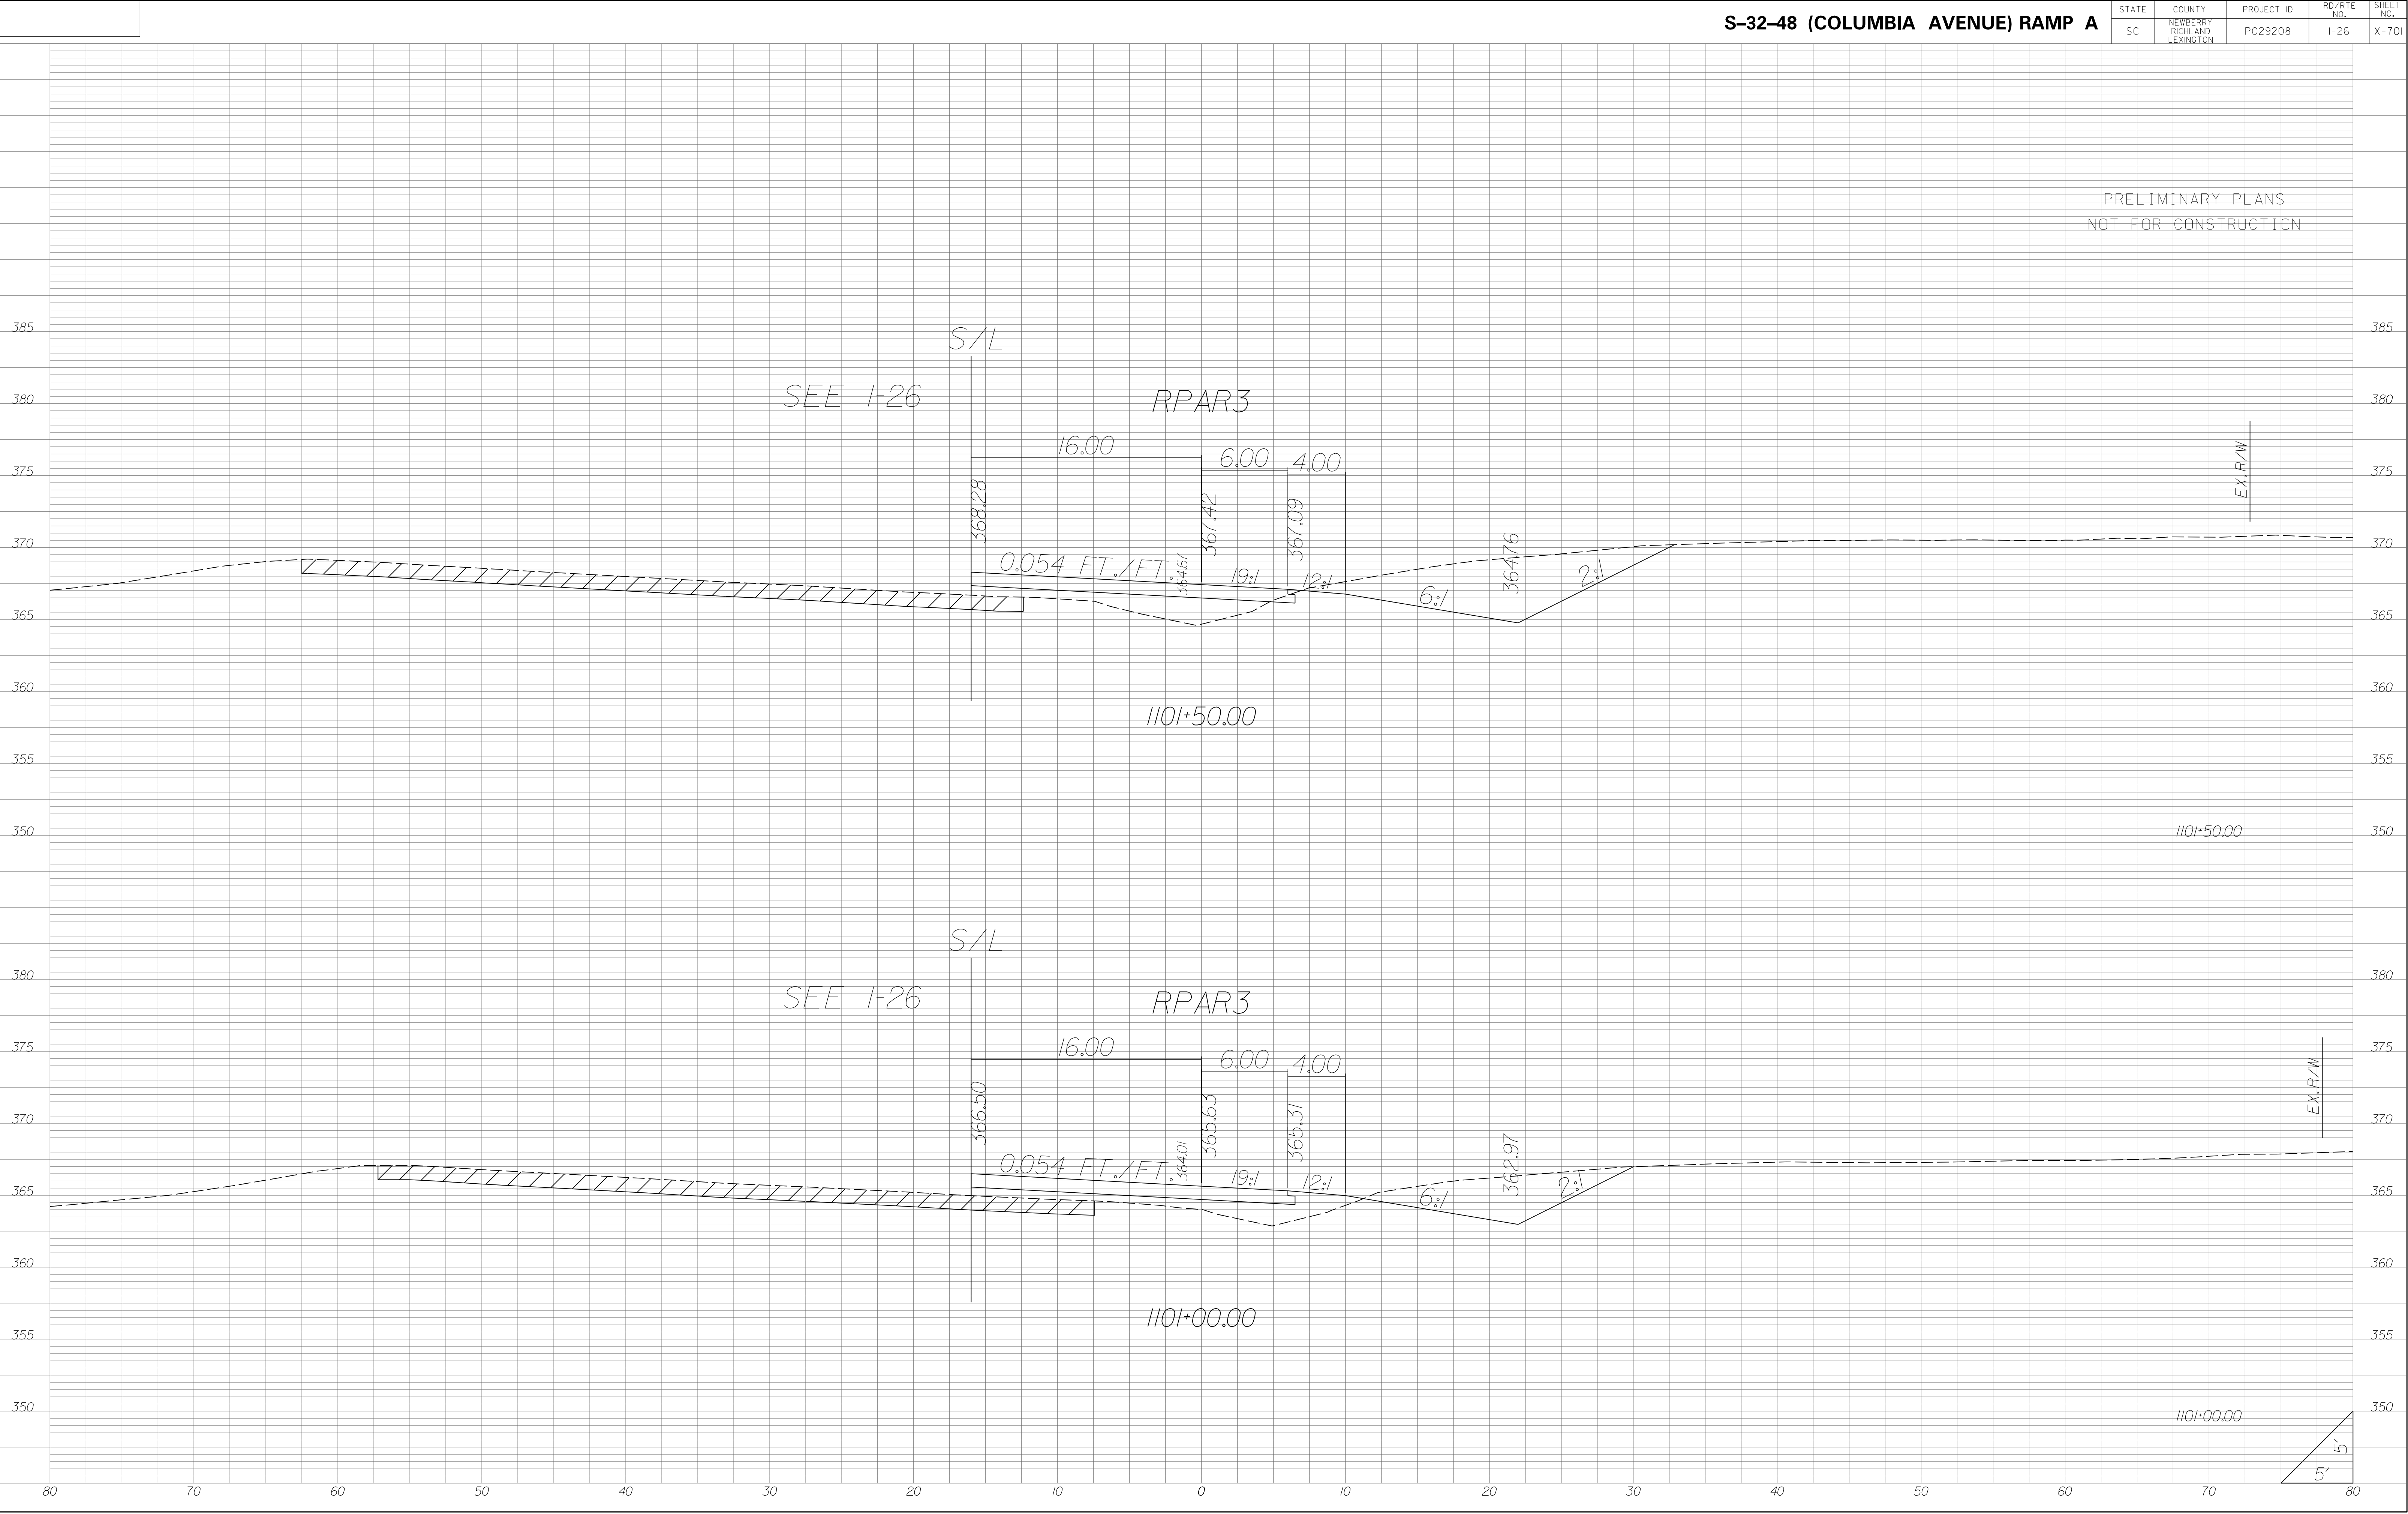 S-32-48 (COLUMBIA AVENUE) RAMP A
STATE COUNTY PROJECT ID RD/RTE NO. SHEET NO.
SC NEWBERRY RICHLAND LEXINGTON P029208 I-26 X-701
PRELIMINARY PLANS
NOT FOR CONSTRUCTION
385 385
S/L
SEE I-26 RPAR3
380 380
16.00 6.00 4.00
375 375
EX.R/W
368.28 367.42 367.09
370 370
0.054 FT./FT. 364.67 19:1 12:1 6:1 364.76 2:1
365 365
360 360
1101+50.00
355 355
350 1101+50.00 350
S/L
380 380
SEE I-26 RPAR3
375 375
16.00 6.00 4.00
EX.R/W
366.50 365.63 365.31
370 370
0.054 FT./FT. 364.01 19:1 12:1 6:1 362.97 2:1
365 365
360 360
1101+00.00
355 355
350 350
1101+00.00
5'
5'
80 70 60 50 40 30 20 10 0 10 20 30 40 50 60 70 80